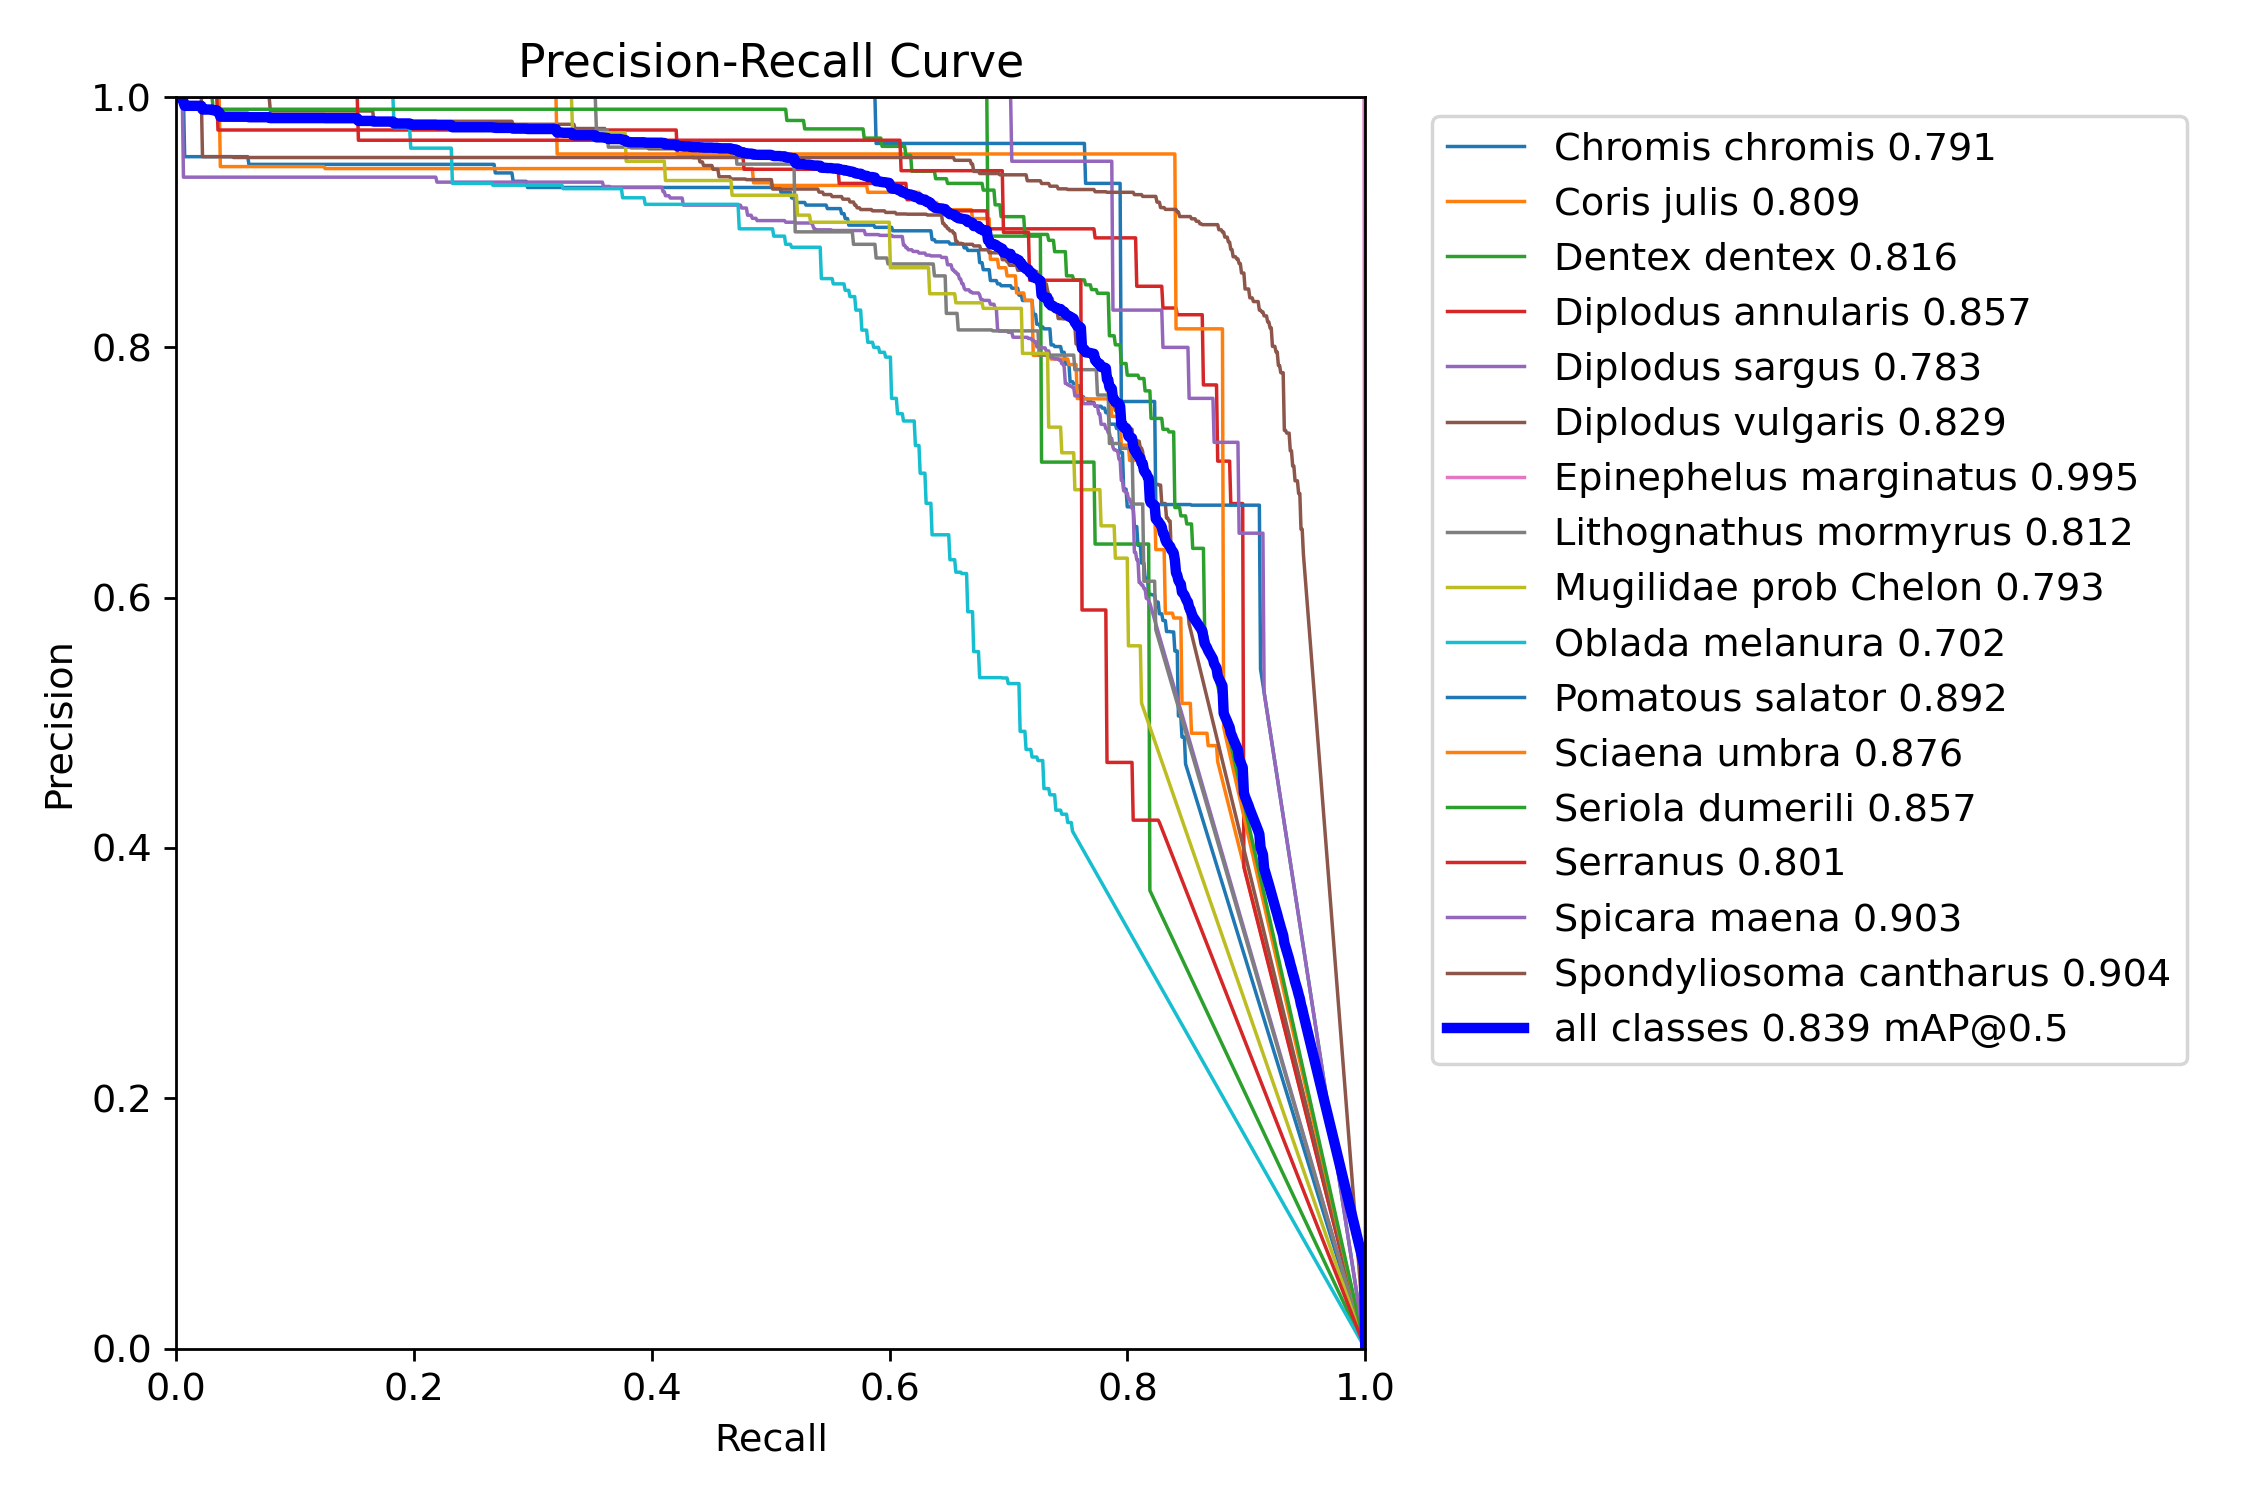 Precision-Recall Curve
1.0
0.8
0.6
0.4
0.2
0.0
Precision
0.0 0.2 0.4 0.6 0.8 1.0
Recall
Chromis chromis 0.791
Coris julis 0.809
Dentex dentex 0.816
Diplodus annularis 0.857
Diplodus sargus 0.783
Diplodus vulgaris 0.829
Epinephelus marginatus 0.995
Lithognathus mormyrus 0.812
Mugilidae prob Chelon 0.793
Oblada melanura 0.702
Pomatous salator 0.892
Sciaena umbra 0.876
Seriola dumerili 0.857
Serranus 0.801
Spicara maena 0.903
Spondyliosoma cantharus 0.904
all classes 0.839 mAP@0.5